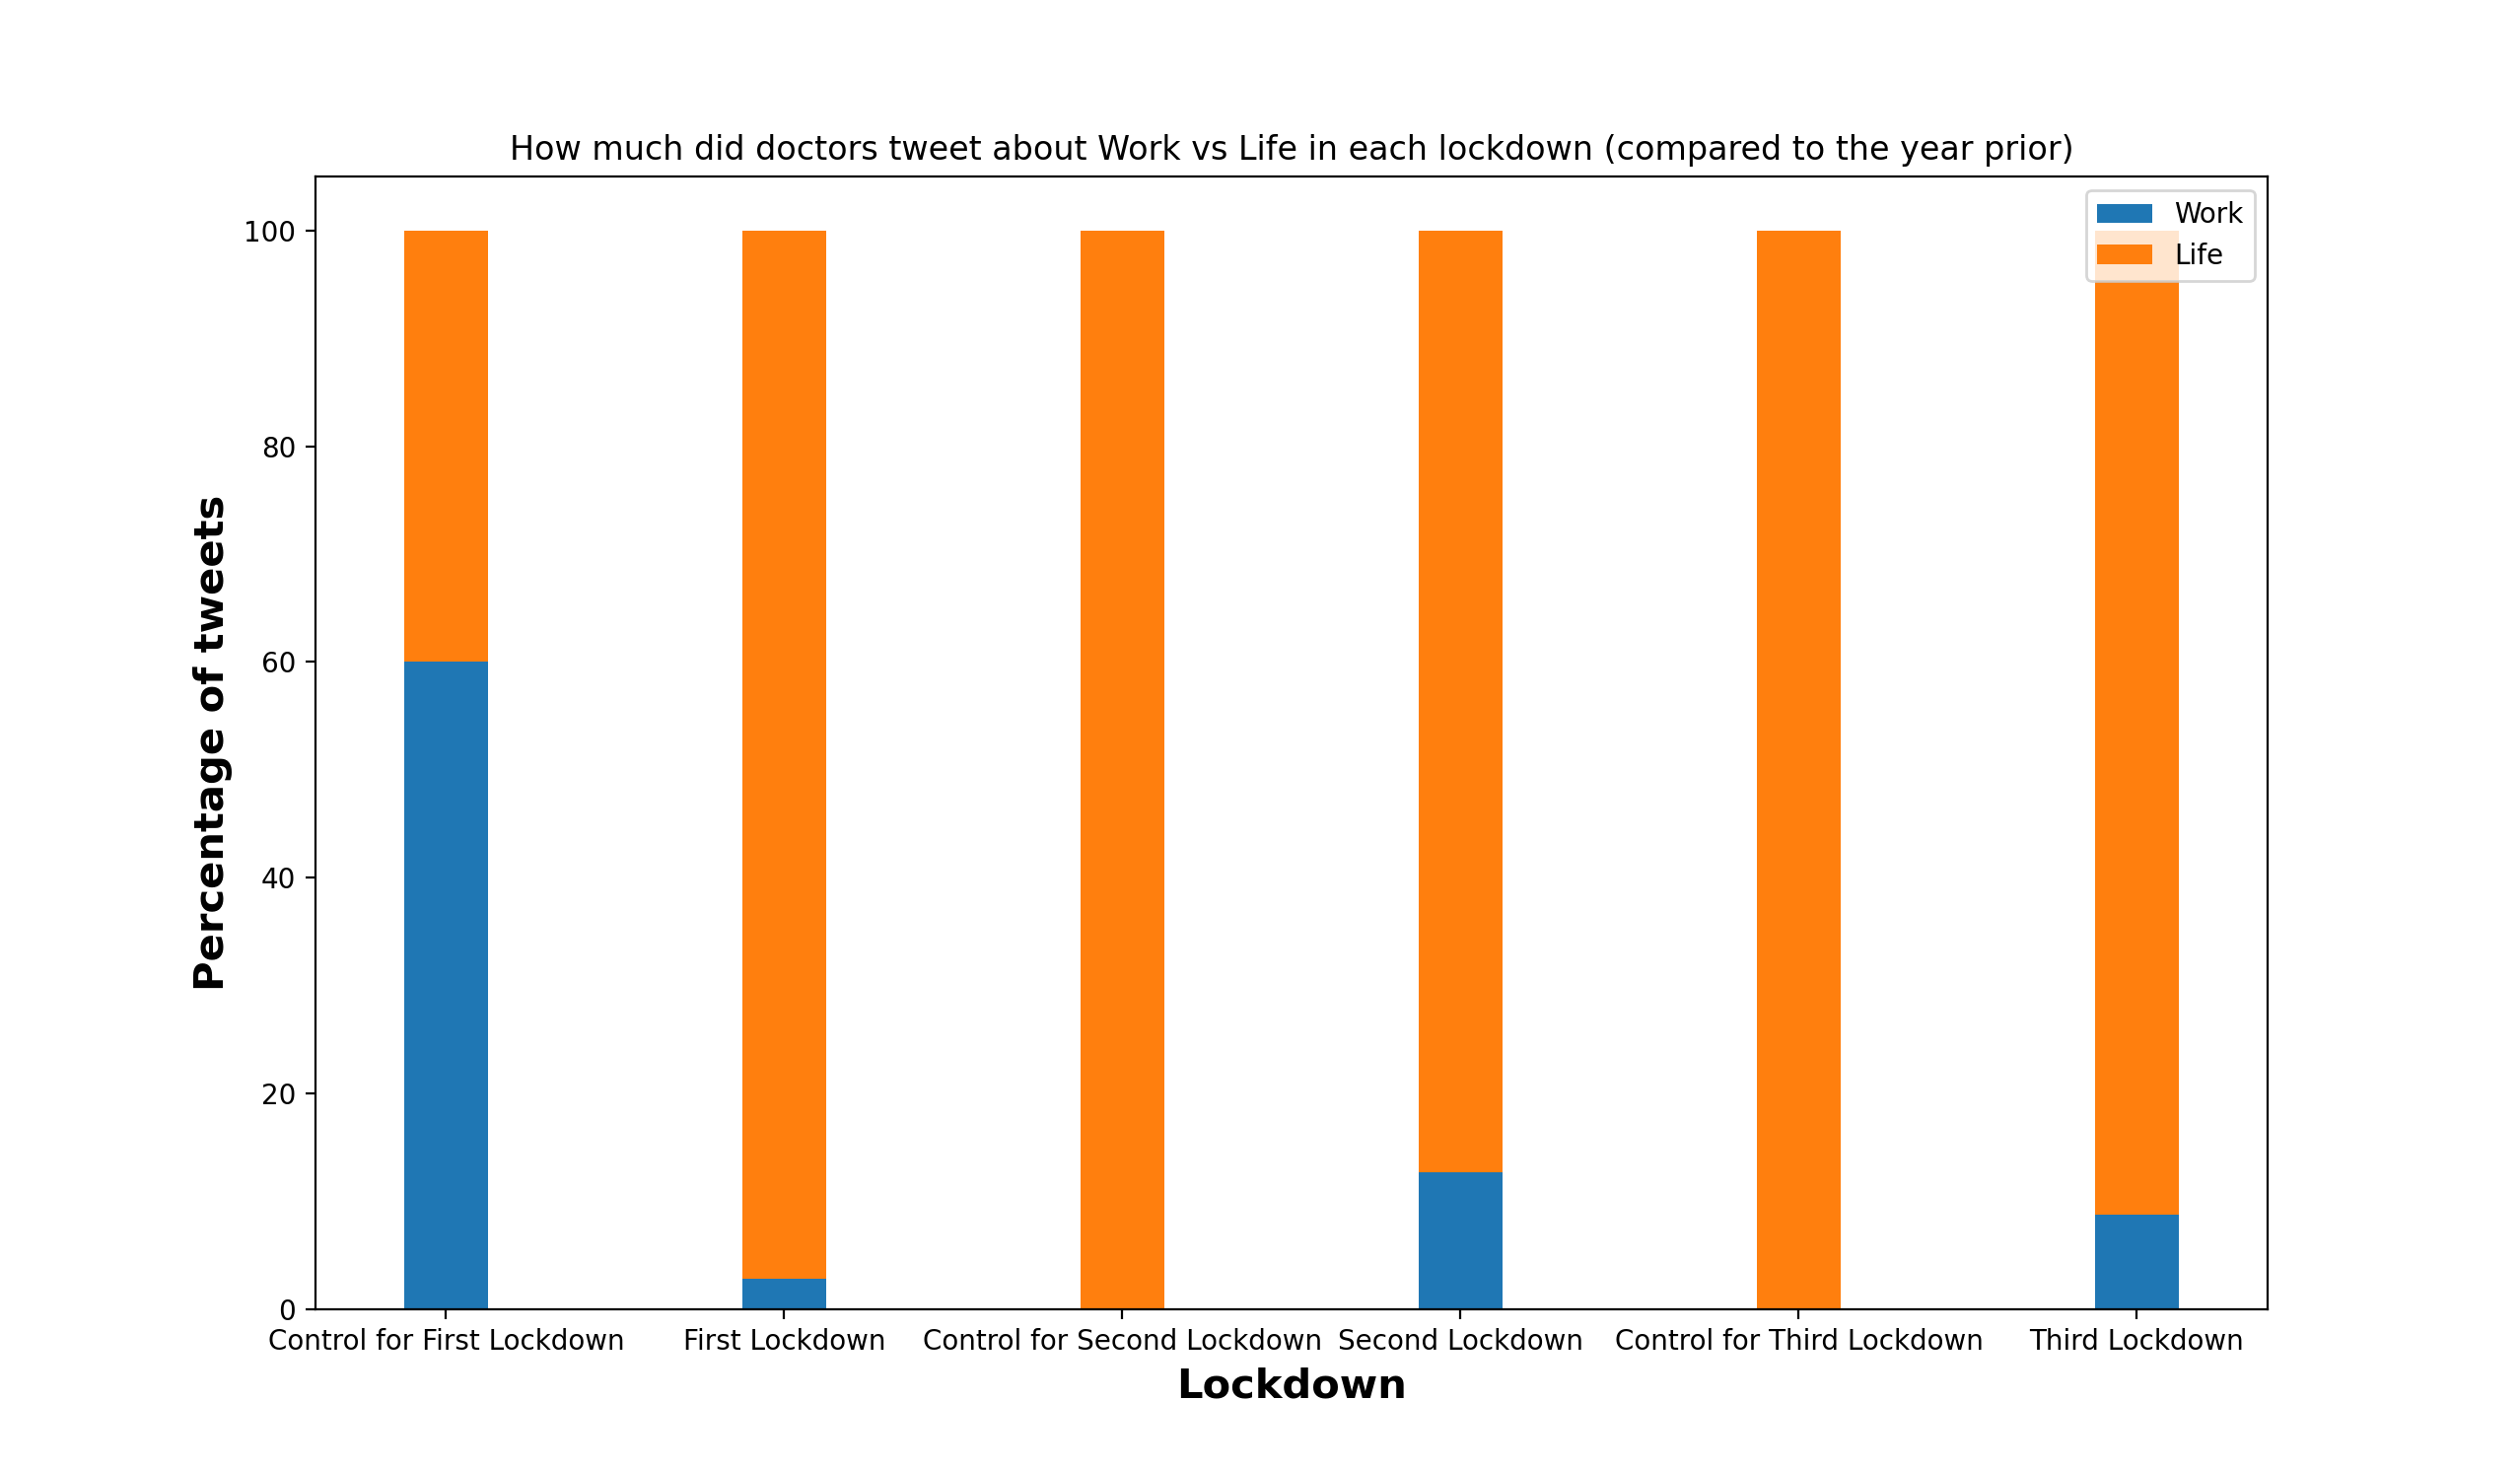 How much did doctors tweet about Work vs Life in each lockdown (compared to the year prior)
Work
Life
100
80
60
40
20
0
Percentage of tweets
Control for First Lockdown
First Lockdown
Control for Second Lockdown
Second Lockdown
Control for Third Lockdown
Third Lockdown
Lockdown